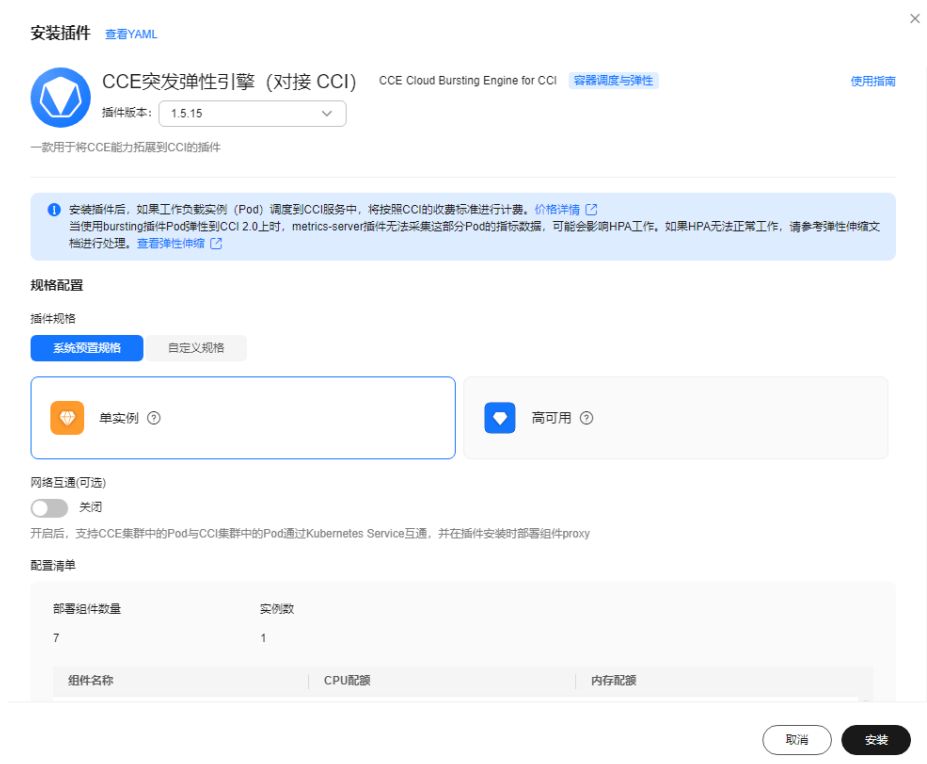 安装插件 查看YAML
CCE突发弹性引擎（对接 CCI） CCE Cloud Bursting Engine for CCI 容器调度与弹性 使用指南
插件版本： 1.5.15
一款用于将CCE能力拓展到CCI的插件
安装插件后，如果工作负载实例（Pod）调度到CCI服务中，将按照CCI的收费标准进行计费。价格详情
当使用bursting插件Pod弹性到CCI 2.0上时，metrics-server插件无法采集这部分Pod的指标数据，可能会影响HPA工作。如果HPA无法正常工作，请参考弹性伸缩文
档进行处理。查看弹性伸缩
规格配置
插件规格
系统预置规格 自定义规格
单实例 高可用
网络互通(可选)
关闭
开启后，支持CCE集群中的Pod与CCI集群中的Pod通过Kubernetes Service互通，并在插件安装时部署组件proxy
配置清单
部署组件数量 实例数
7 1
组件名称 CPU配额 内存配额
取消 安装